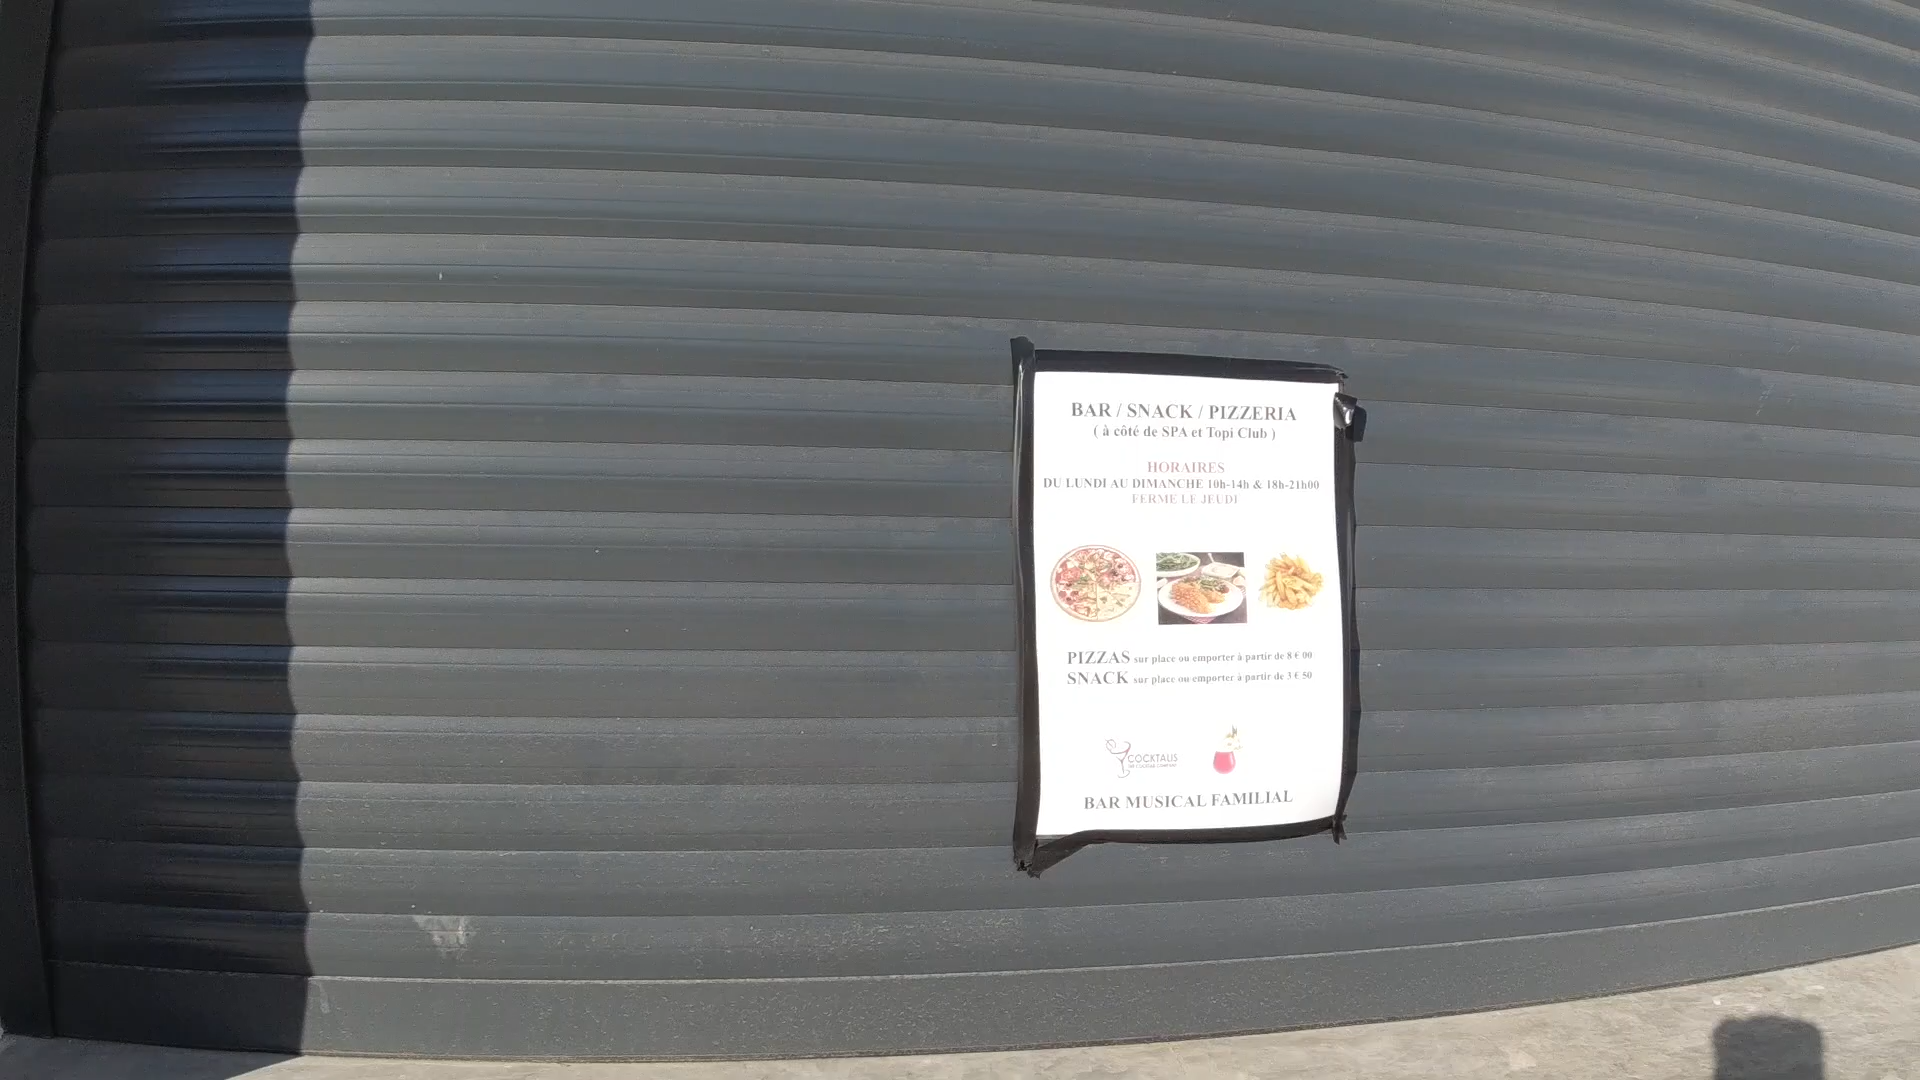 BAR / SNACK / PIZZERIA
( à côté de SPA et Topi Club )
HORAIRES
DU LUNDI AU DIMANCHE 10h-14h & 18h-21h00
FERME LE JEUDI
PIZZAS sur place ou emporter à partir de 8 € 00
SNACK sur place ou emporter à partir de 3 € 50
COCKTAILS
BAR MUSICAL FAMILIAL